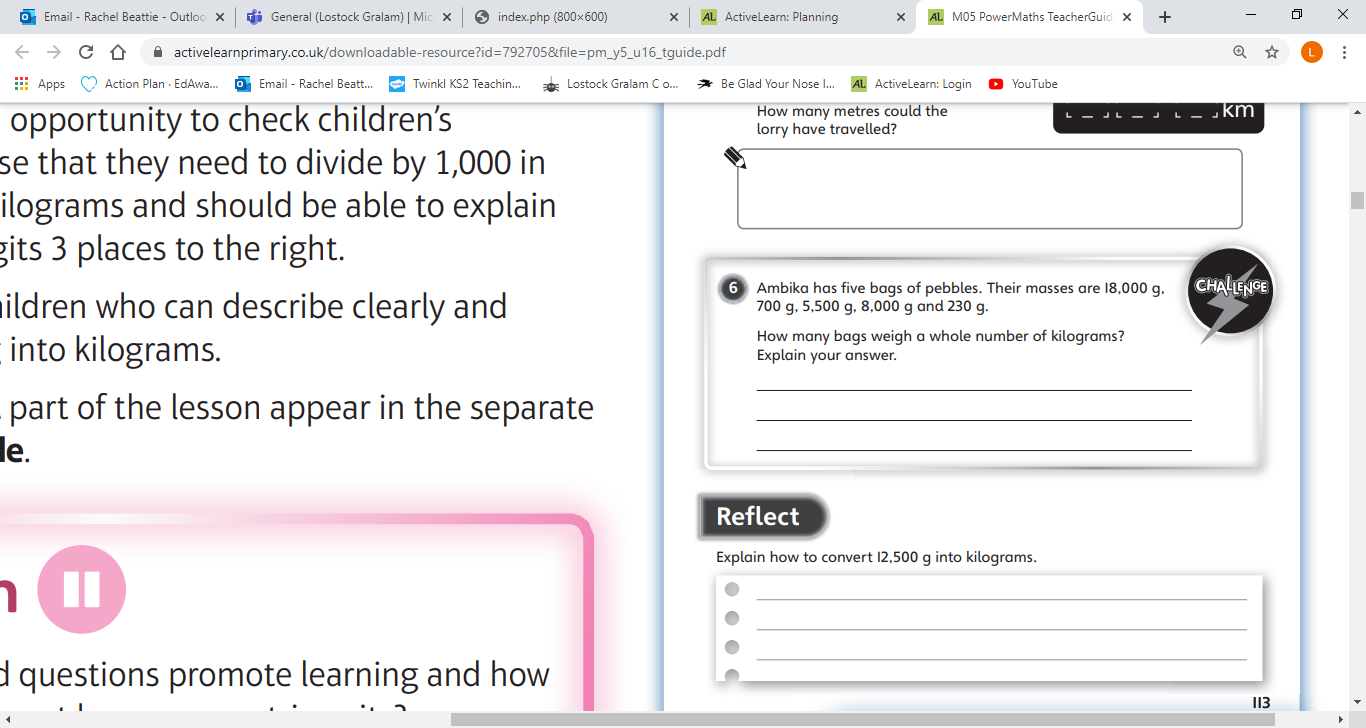 Email - Rachel Beattie - Outloo
General (Lostock Gralam) | Mic
index.php (800×600)
ActiveLearn: Planning
M05 PowerMaths TeacherGuid
activelearnprimary.co.uk/downloadable-resource?id=792705&file=pm_y5_u16_tguide.pdf
L
Apps
Action Plan · EdAwa...
Email - Rachel Beatt...
Twinkl KS2 Teachin...
Lostock Gralam C o...
Be Glad Your Nose I...
ActiveLearn: Login
YouTube
opportunity to check children's
se that they need to divide by 1,000 in
ilograms and should be able to explain
gits 3 places to the right.
hildren who can describe clearly and
into kilograms.
part of the lesson appear in the separate
le.
d questions promote learning and how
How many metres could the
lorry have travelled?
km
6
Ambika has five bags of pebbles. Their masses are 18,000 g,
700 g, 5,500 g, 8,000 g and 230 g.
How many bags weigh a whole number of kilograms?
Explain your answer.
CHALLENGE
Reflect
Explain how to convert 12,500 g into kilograms.
113